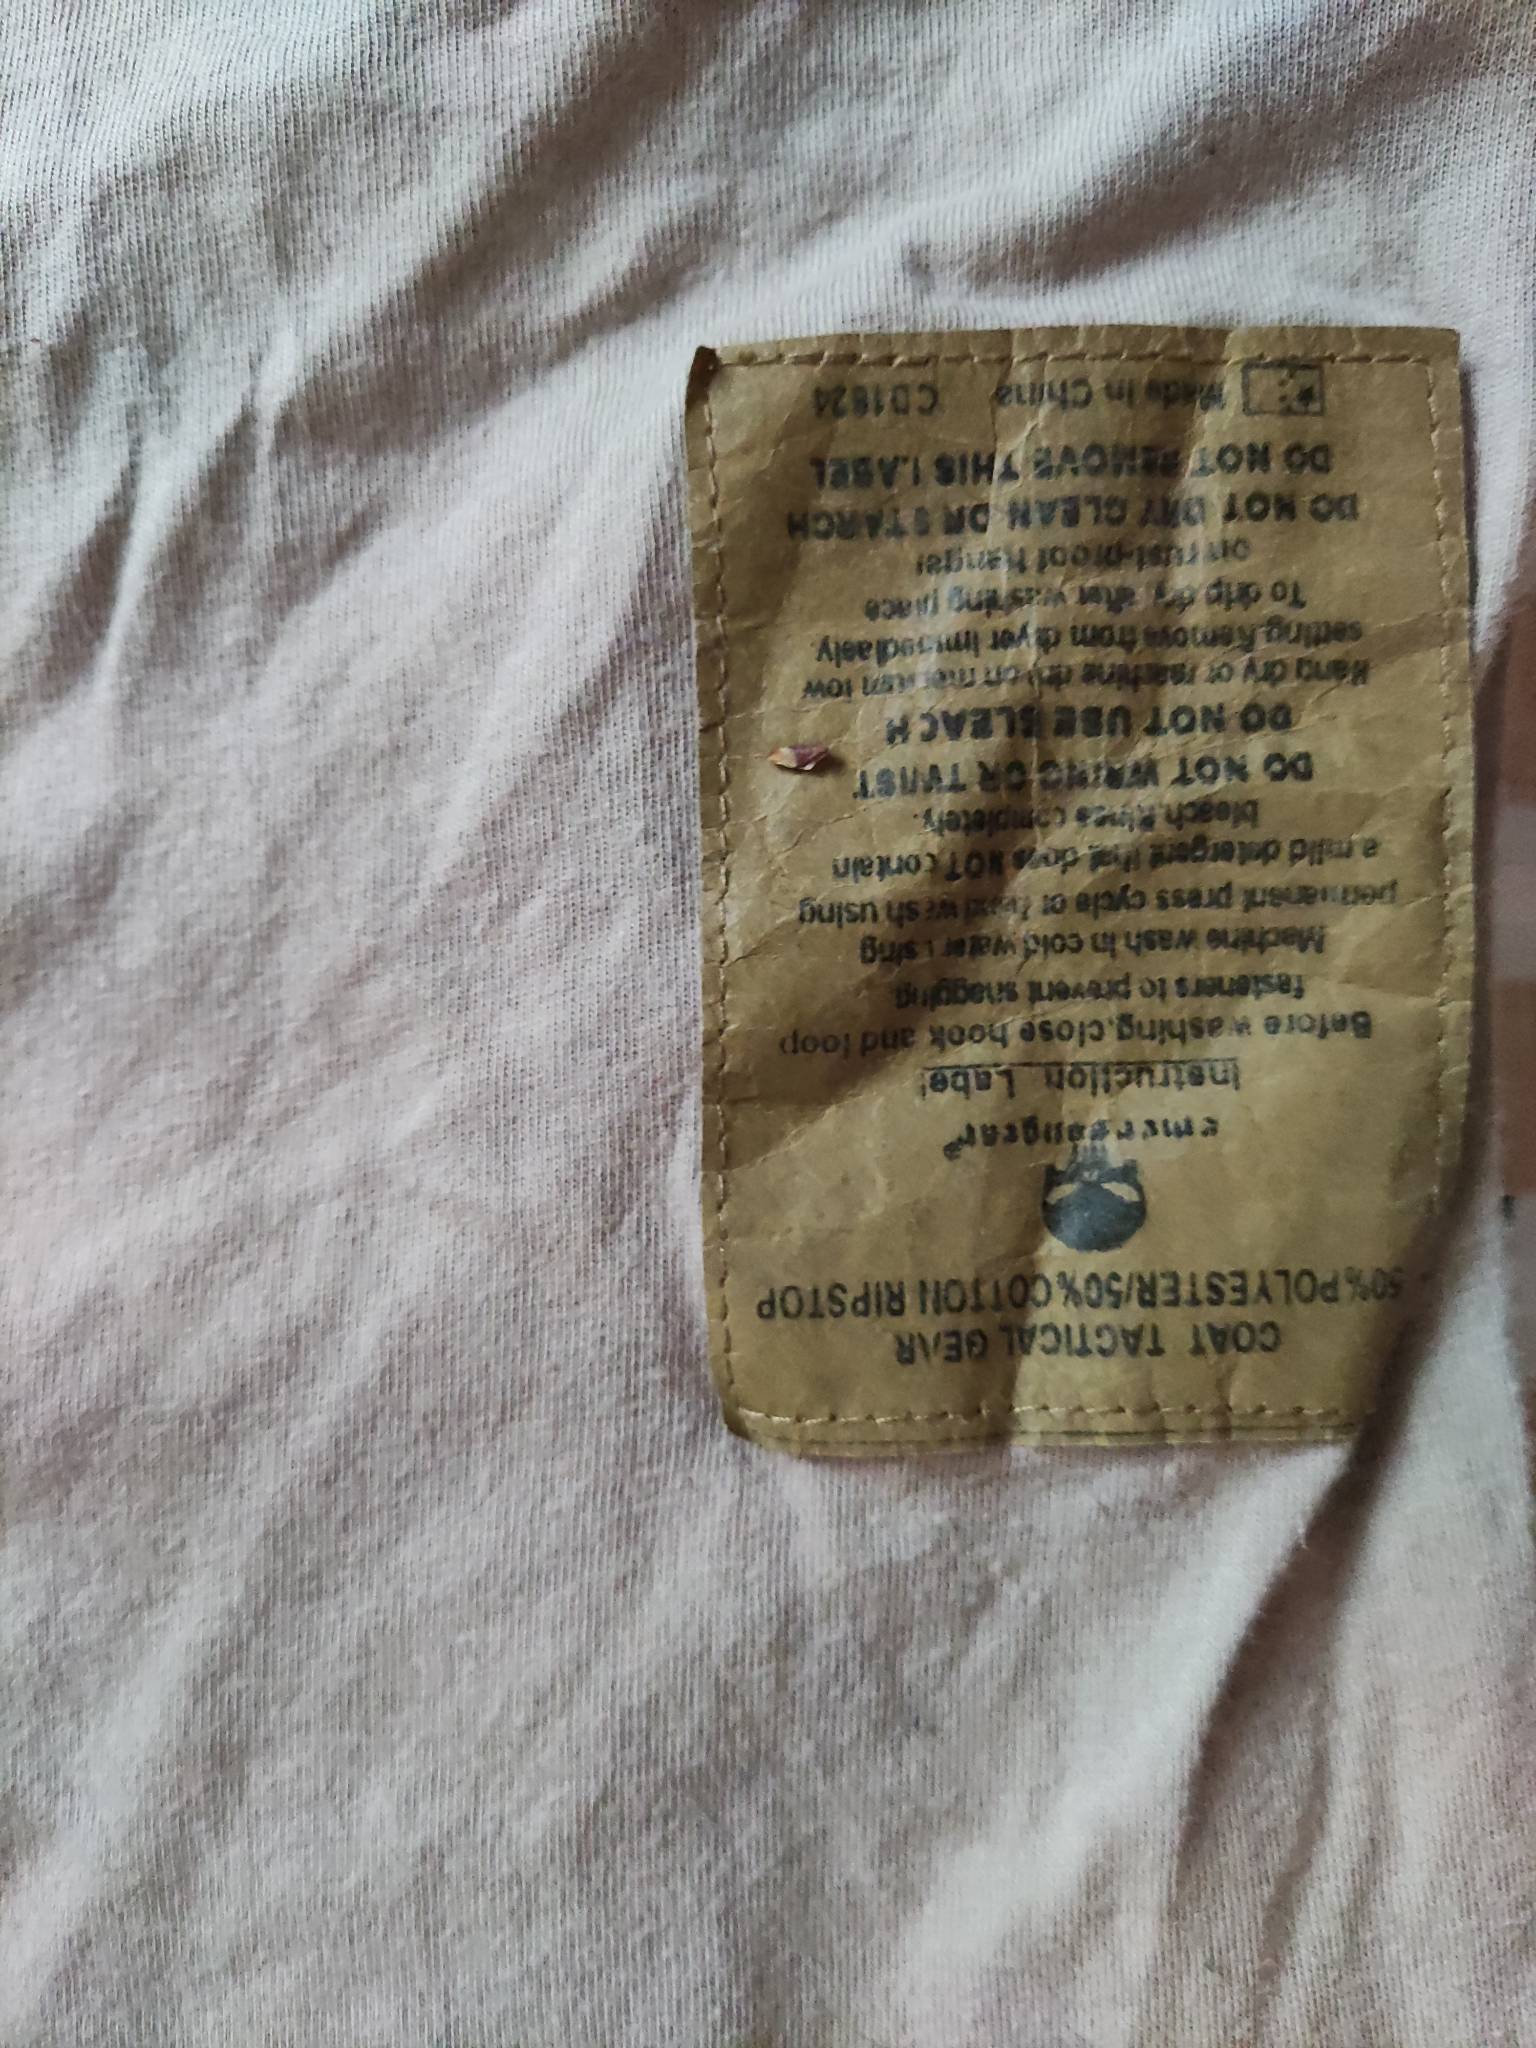 COAT TACTICAL GEAR
50%POLYESTER/50%COTTON RIPSTOP
emersongear®
Instruction Label
Before washing,close hook and loop
fasteners to prevent snagging
Machine wash in cold water using
permanent press cycle or hand wash using
a mild detergent that does NOT contain
bleach.Rinse completely.
DO NOT WRING OR TWIST
DO NOT USE BLEACH
Hang dry or machine dry on low
setting.Remove from dryer immediaely.
To drip dry, after washing place
on rust-proof Hangs!
DO NOT DRY CLEAN OR STARCH
DO NOT REMOVE THIS LABEL
Made In China CD1824